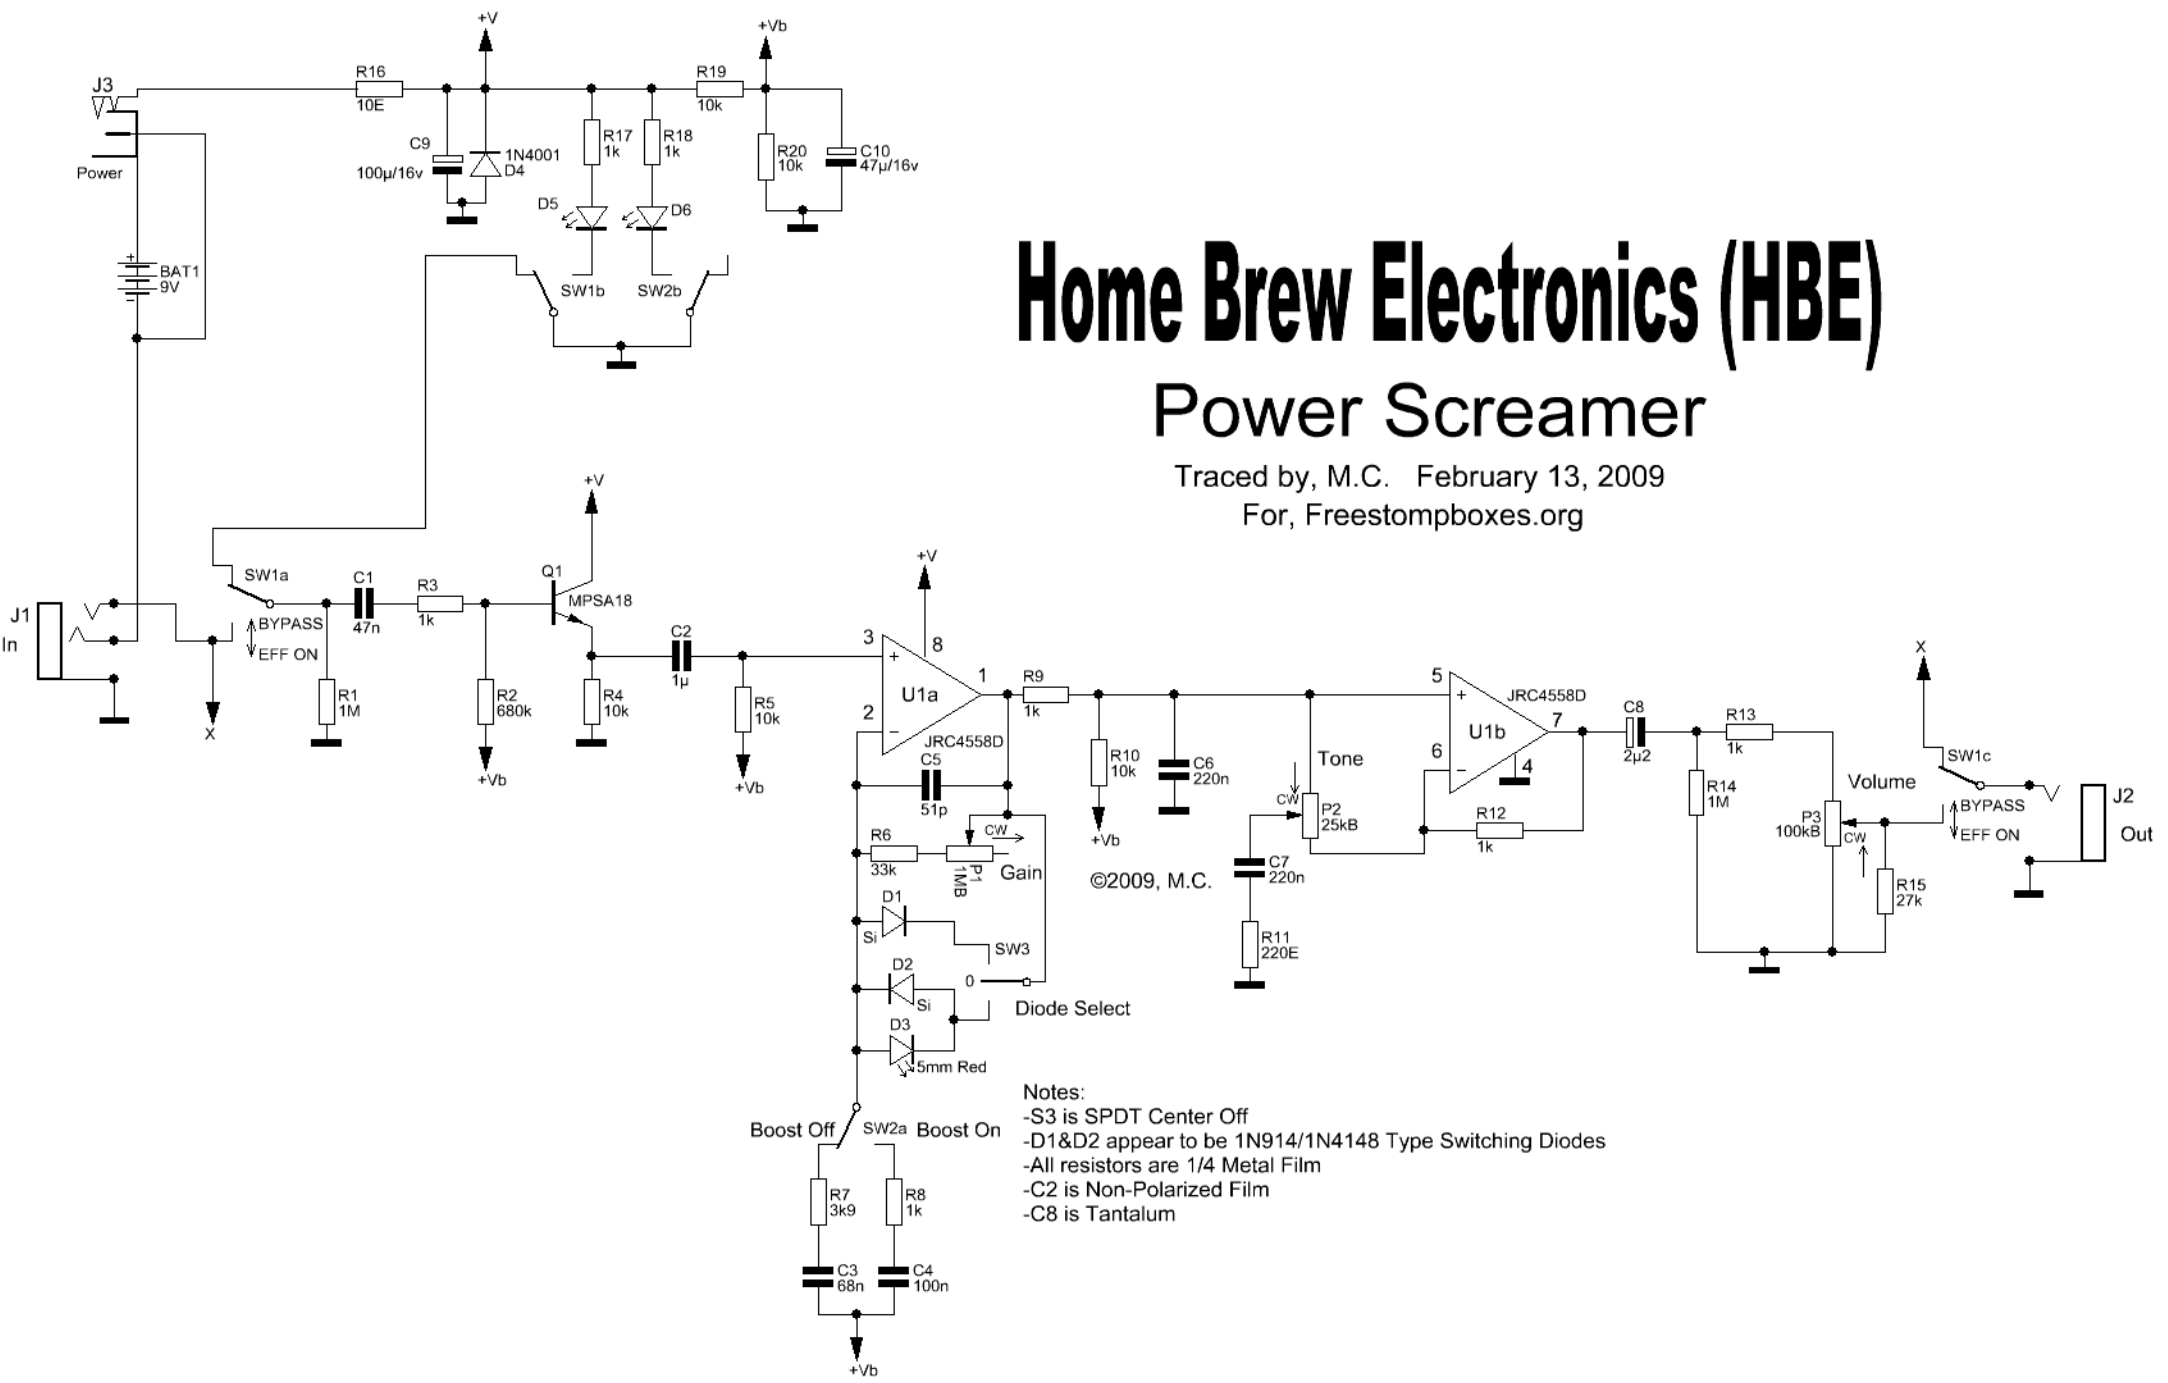 +V
+Vb
J3
R16
10E
R19
10k
C9
100µ/16v
1N4001
D4
R17
1k
R18
1k
R20
10k
C10
47µ/16v
Power
D5
D6
BAT1
9V
+
-
SW1b
SW2b
Home Brew Electronics (HBE)
Power Screamer
Traced by, M.C. February 13, 2009
For, Freestompboxes.org
+V
J1
In
SW1a
BYPASS
EFF ON
X
C1
47n
R3
1k
Q1
MPSA18
R1
1M
R2
680k
+Vb
R4
10k
C2
1µ
R5
10k
+Vb
+V
3
8
+
U1a
1
2
-
JRC4558D
C5
51p
R6
33k
P1
1MB
CW
Gain
D1
Si
SW3
D2
Si
0
Diode Select
D3
5mm Red
Boost Off
SW2a
Boost On
R7
3k9
R8
1k
C3
68n
C4
100n
+Vb
R9
1k
R10
10k
+Vb
C6
220n
©2009, M.C.
Tone
CW
P2
25kB
C7
220n
R11
220E
5
+
JRC4558D
U1b
7
6
-
4
R12
1k
C8
2µ2
R13
1k
R14
1M
Volume
P3
100kB
CW
R15
27k
X
SW1c
BYPASS
EFF ON
J2
Out
Notes:
-S3 is SPDT Center Off
-D1&D2 appear to be 1N914/1N4148 Type Switching Diodes
-All resistors are 1/4 Metal Film
-C2 is Non-Polarized Film
-C8 is Tantalum